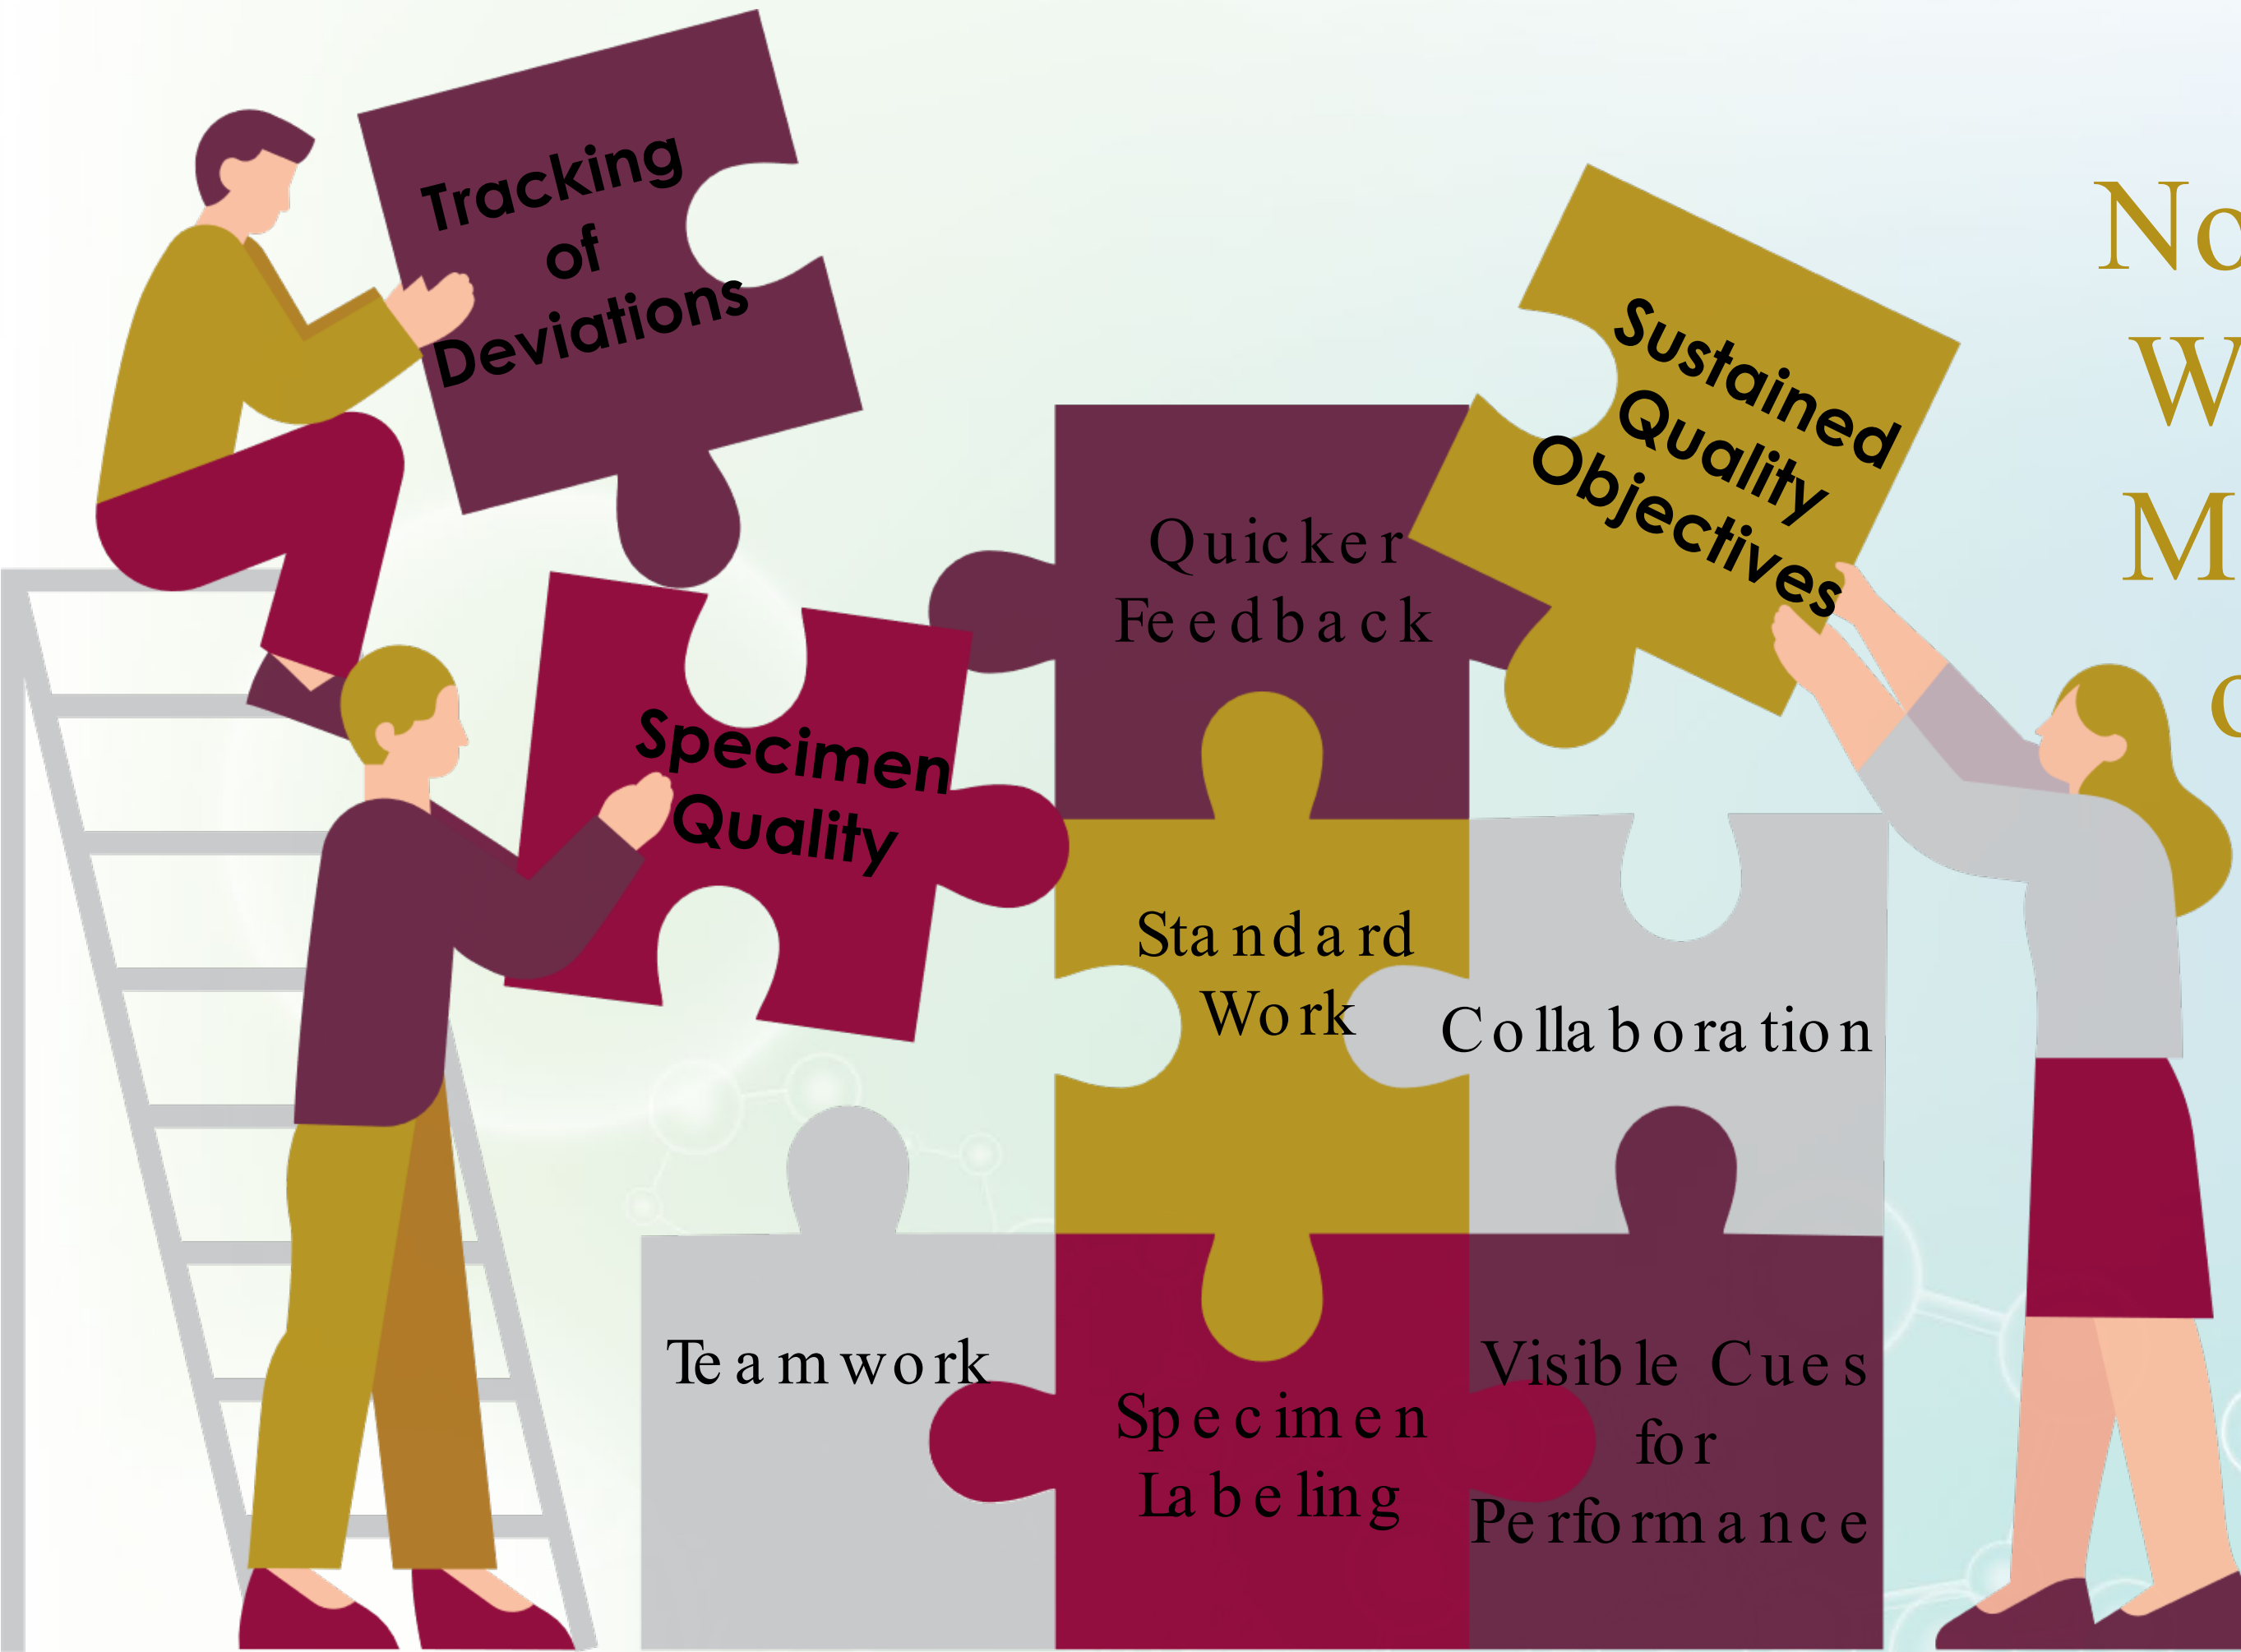 Tracking
of
Deviations
Sustained
Quality
Objectives
Quicker
Feedback
Specimen
Quality
Standard
Work
Collaboration
Teamwork
Specimen
Labeling
Visible Cues
for
Performance